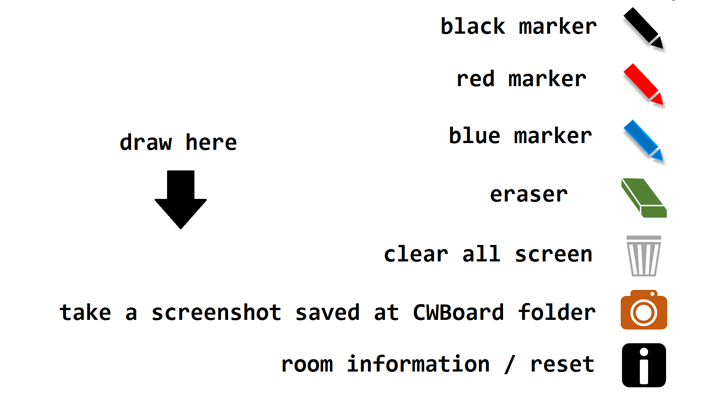 black marker
red marker
blue marker
draw here
eraser
clear all screen
take a screenshot saved at CWBoard folder
room information / reset